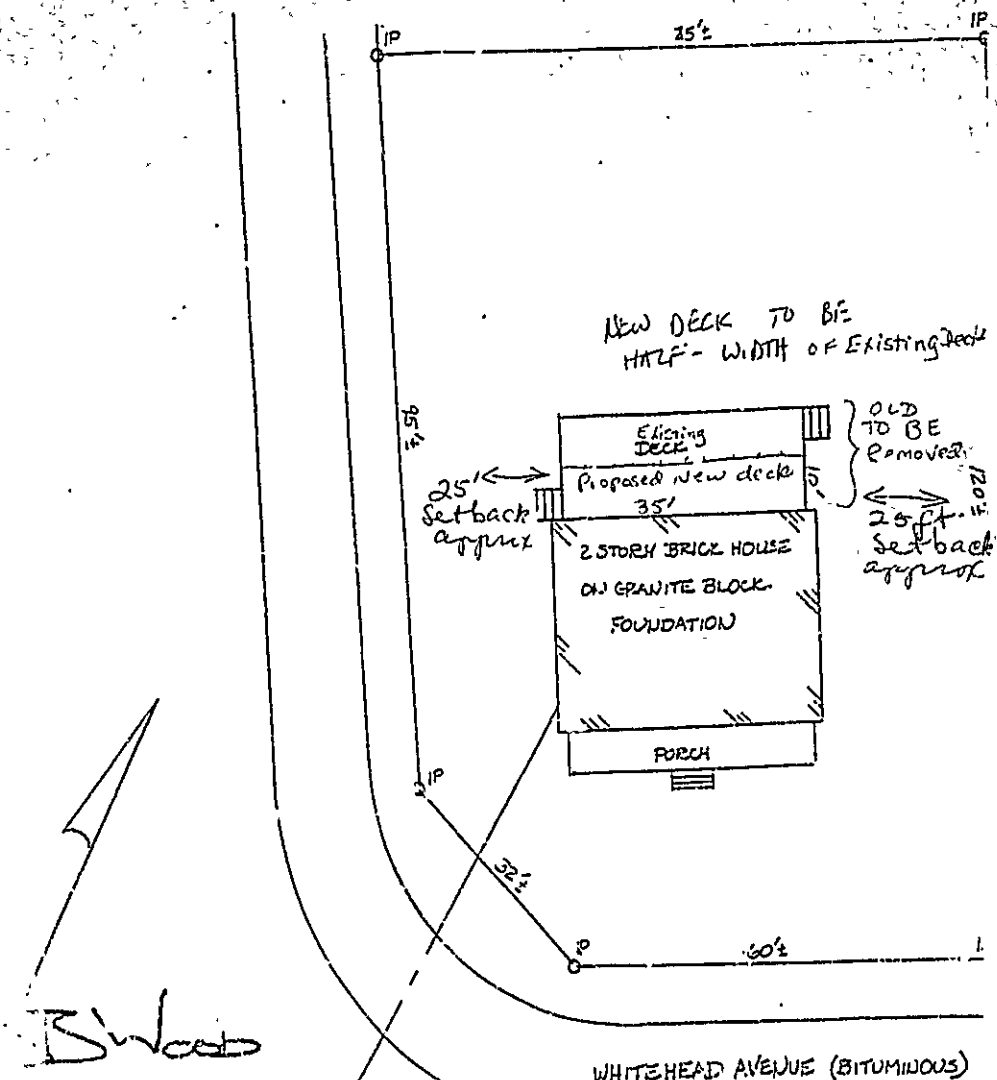 IP
IP
NEW DECK TO BE
HALF-WIDTH OF Existing Deck
95'±
Existing
DECK
OLD
TO BE
Removed
25'
Setback
approx
Proposed New deck
35'
120'±
25 ft.
Setback
approx
2 STORY BRICK HOUSE
ON GRANITE BLOCK
FOUNDATION
PORCH
IP
32'±
IP
60'±
WHITEHEAD AVENUE (BITUMINOUS)